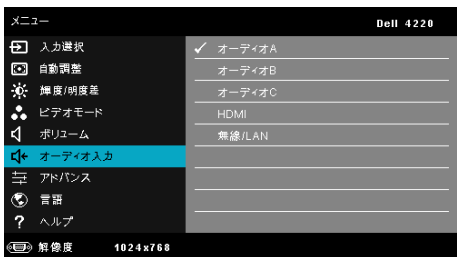 メニュー
Dell 4220
入力選択
自動調整
輝度/明度差
ビデオモード
ボリューム
オーディオ入力
アドバンス
言語
ヘルプ
✓ オーディオA
オーディオB
オーディオC
HDMI
無線/LAN
解像度 1024x768